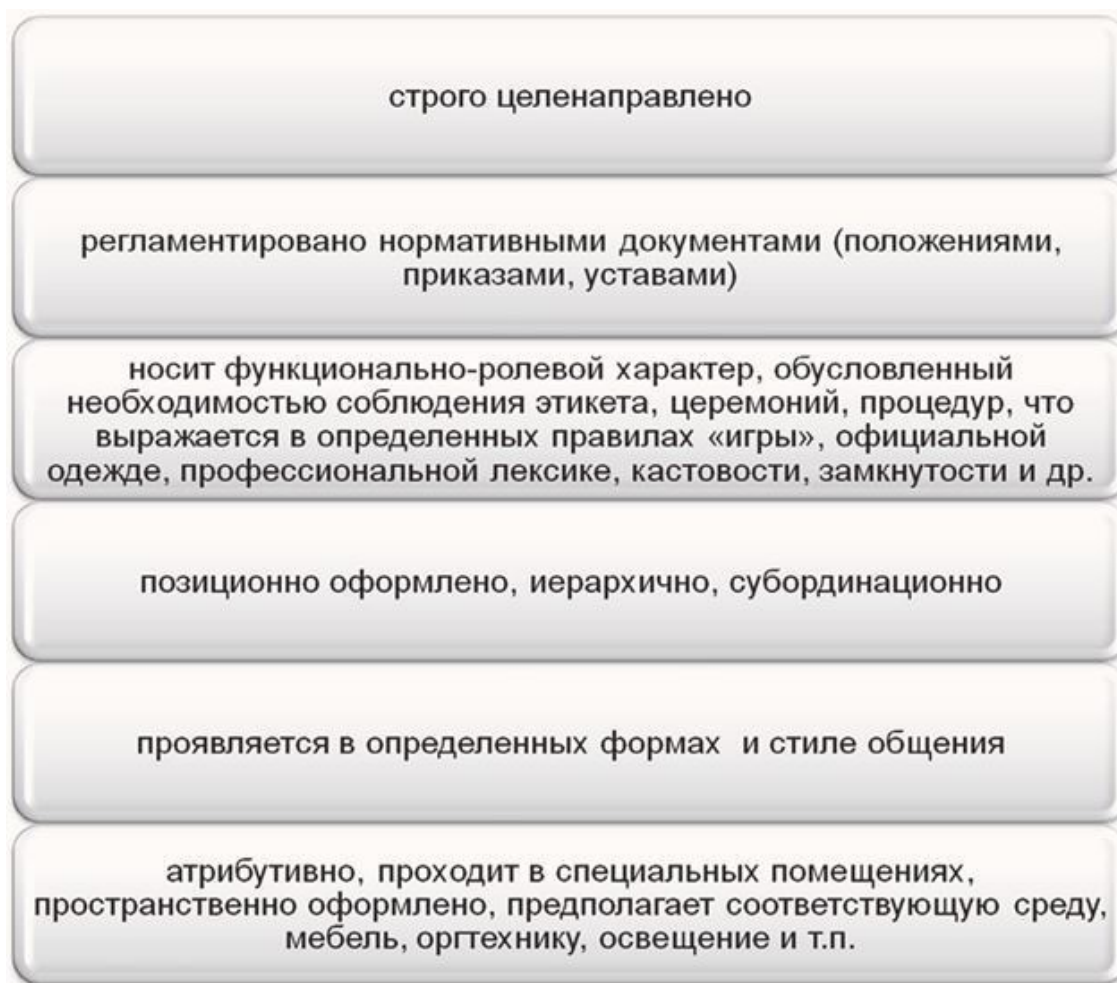 строго целенаправлено
регламентировано нормативными документами (положениями,
приказами, уставами)
носит функционально-ролевой характер, обусловленный
необходимостью соблюдения этикета, церемоний, процедур, что
выражается в определенных правилах «игры», официальной
одежде, профессиональной лексике, кастовости, замкнутости и др.
позиционно оформлено, иерархично, субординационно
проявляется в определенных формах и стиле общения
атрибутивно, проходит в специальных помещениях,
пространственно оформлено, предполагает соответствующую среду,
мебель, оргтехнику, освещение и т.п.